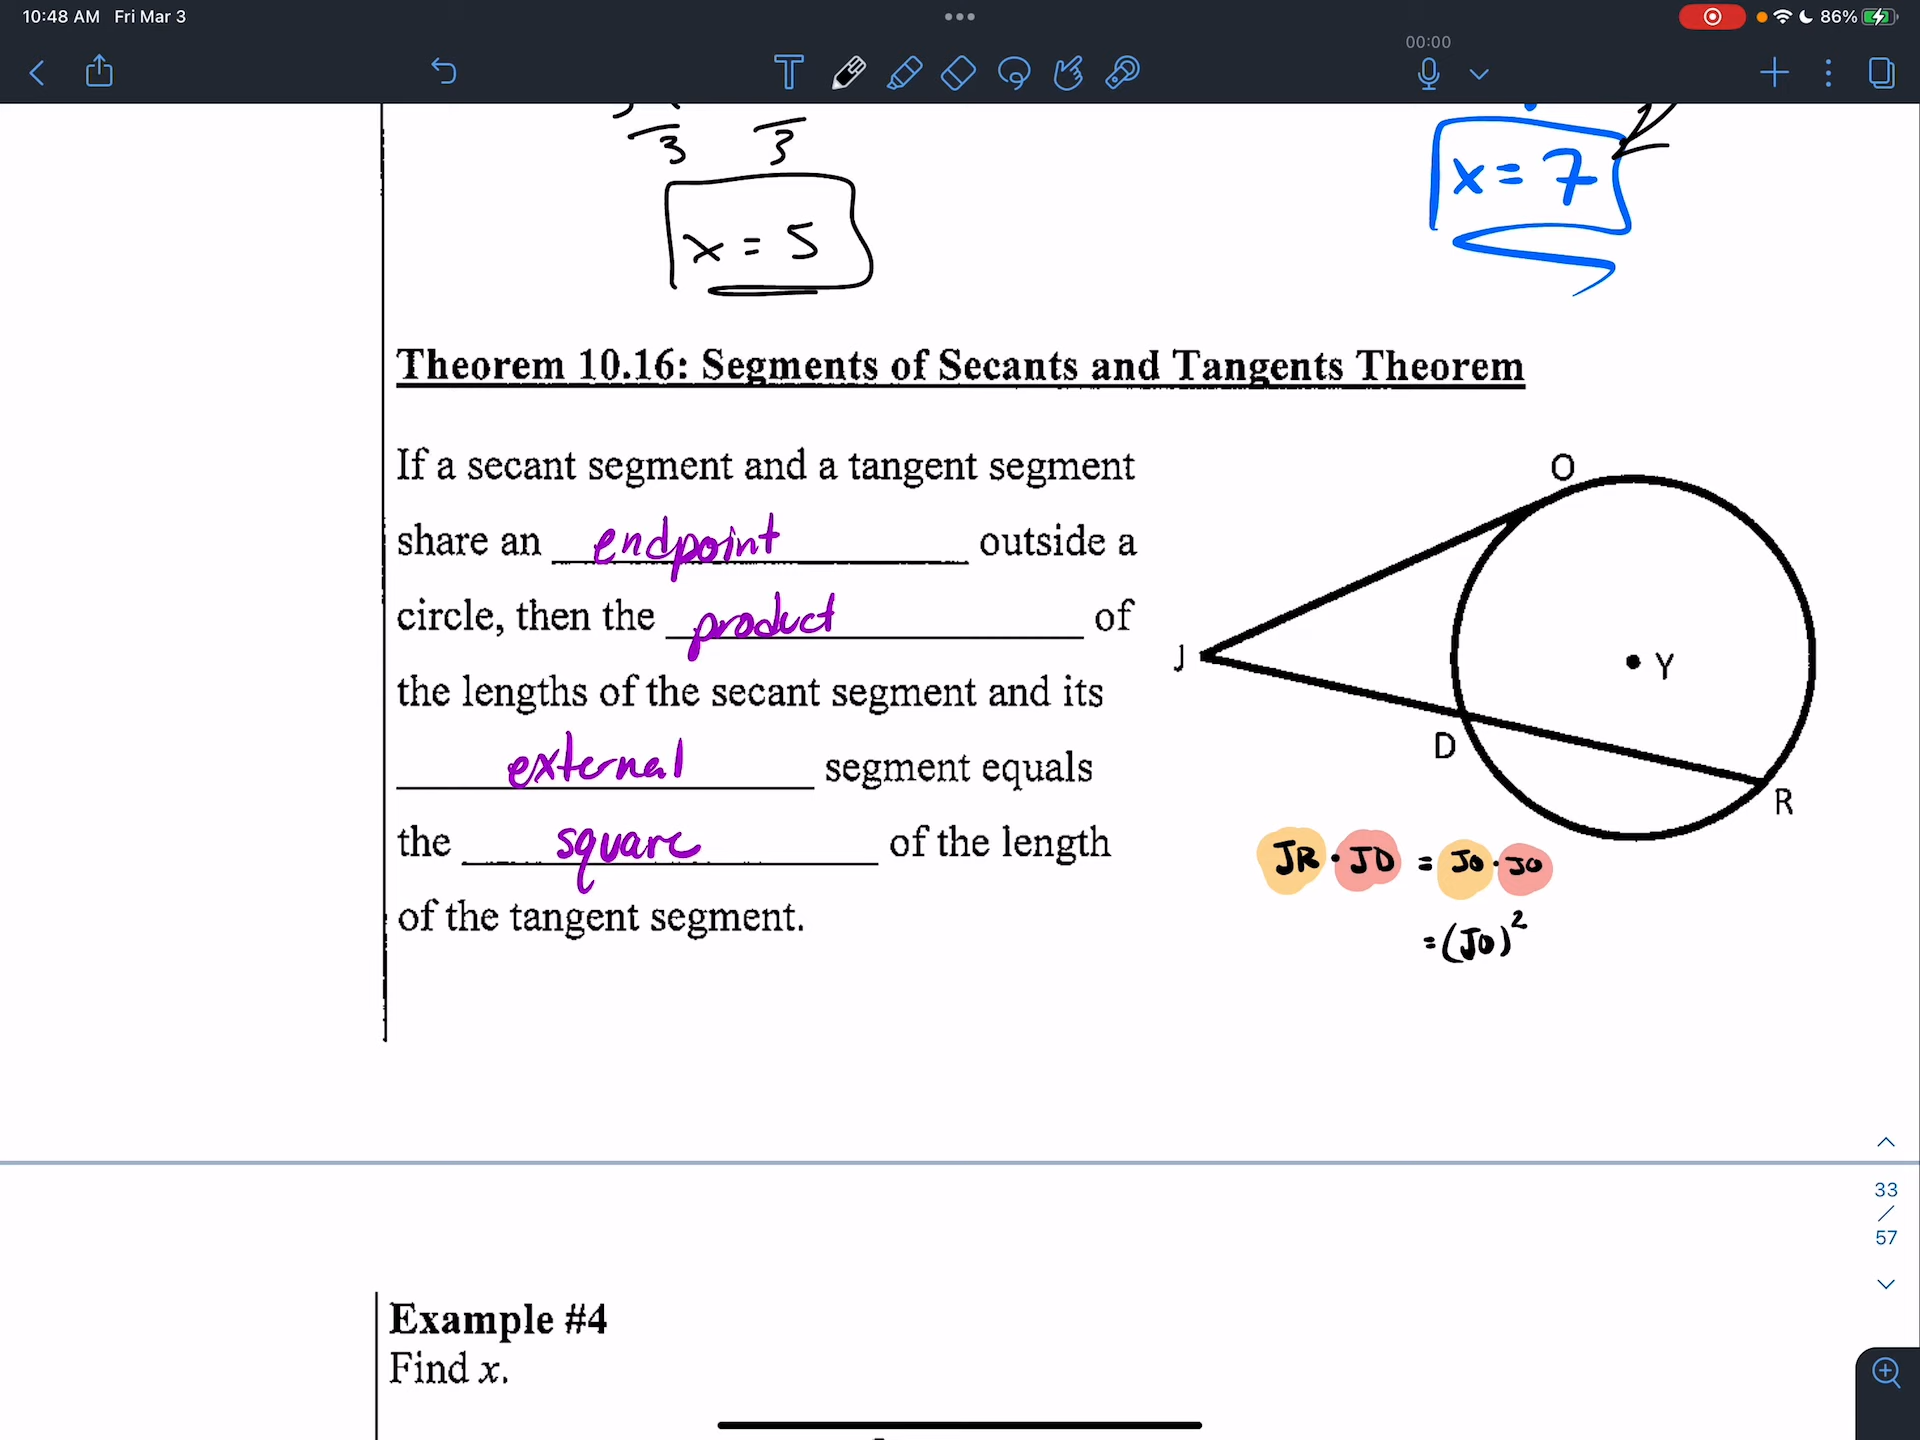 10:48 AM Fri Mar 3
86%
00:00
3 3
x = 5
x = 7
Theorem 10.16: Segments of Secants and Tangents Theorem
If a secant segment and a tangent segment
share an endpoint outside a
circle, then the product of
the lengths of the secant segment and its
external segment equals
the square of the length
of the tangent segment.
O
J
Y
D
R
JR · JD = JO · JO
= (JO)²
33
/
57
Example #4
Find x.